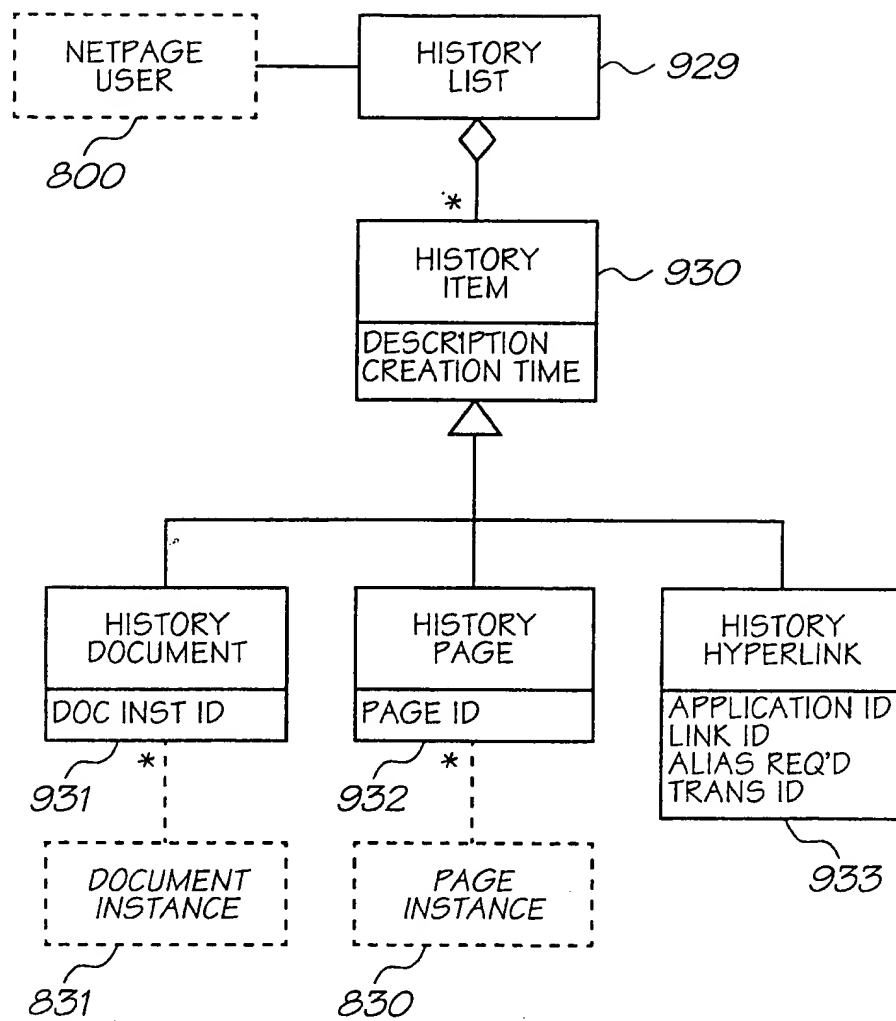 NETPAGE
USER
800
HISTORY
LIST
929
*
HISTORY
ITEM
930
DESCRIPTION
CREATION TIME
HISTORY
DOCUMENT
DOC INST ID
931
*
DOCUMENT
INSTANCE
831
HISTORY
PAGE
PAGE ID
932
*
PAGE
INSTANCE
830
HISTORY
HYPERLINK
APPLICATION ID
LINK ID
ALIAS REQ'D
TRANS ID
933